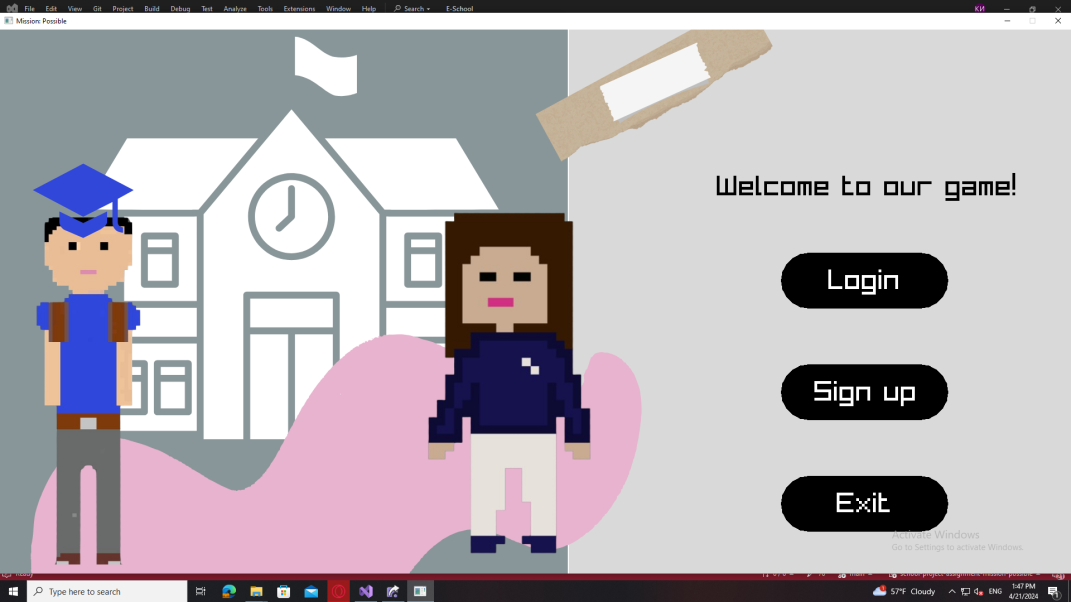 File Edit View Git Project Build Debug Test Analyze Tools Extensions Window Help Search E-School КИ
Mission: Possible
Welcome to our game!
Login
Sign up
Exit
Activate Windows
Go to Settings to activate Windows.
Ready
Type here to search
57°F Cloudy
ENG
1:47 PM
4/21/2024